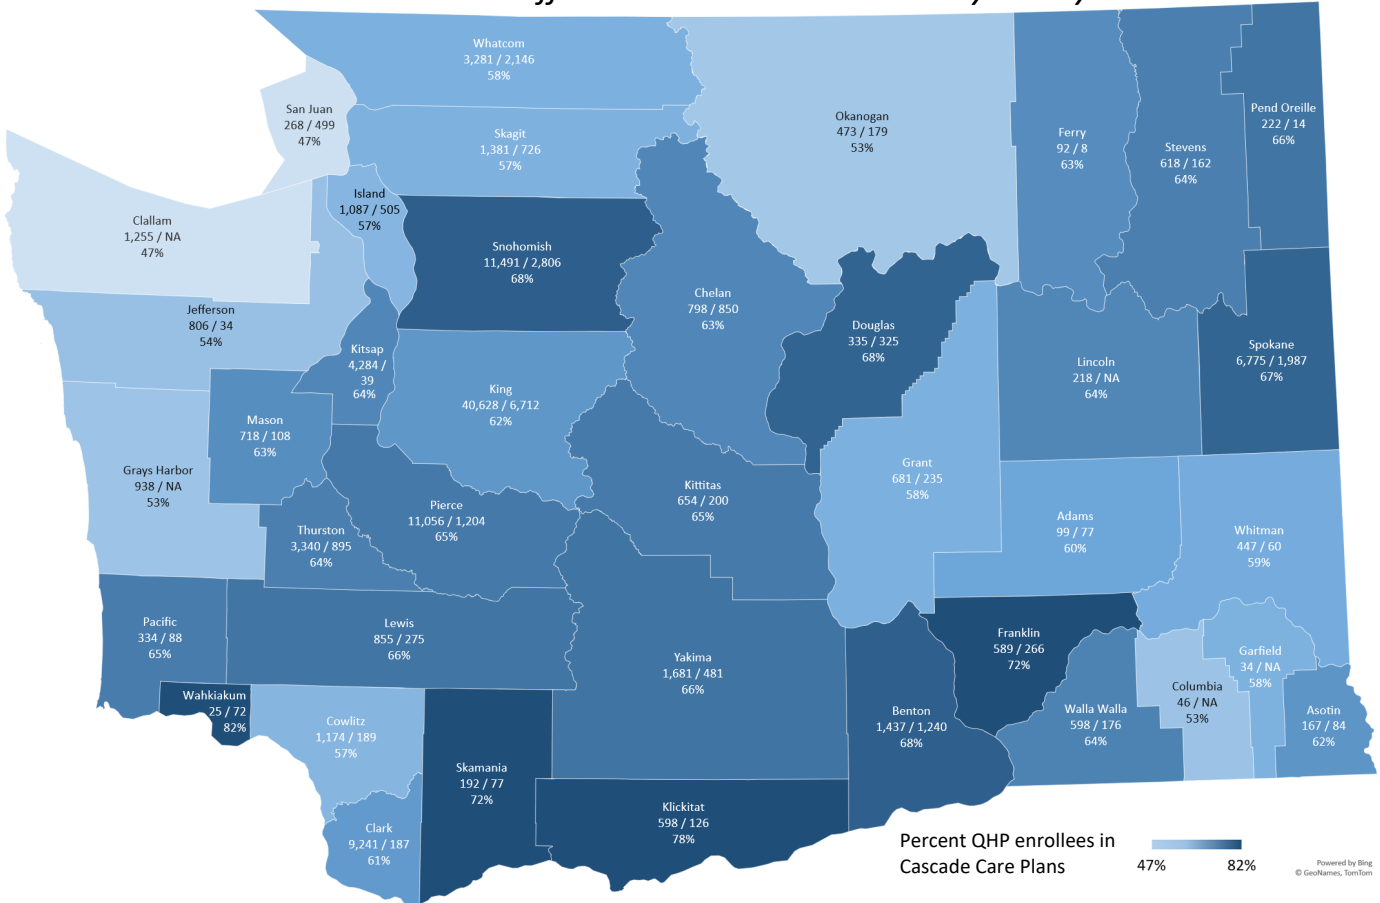 Whatcom
3,281 / 2,146
58%
San Juan
268 / 499
47%
Okanogan
473 / 179
53%
Ferry
92 / 8
63%
Stevens
618 / 162
64%
Pend Oreille
222 / 14
66%
Skagit
1,381 / 726
57%
Island
1,087 / 505
57%
Clallam
1,255 / NA
47%
Snohomish
11,491 / 2,806
68%
Chelan
798 / 850
63%
Jefferson
806 / 34
54%
Douglas
335 / 325
68%
Spokane
6,775 / 1,987
67%
Kitsap
4,284 /
39
64%
Lincoln
218 / NA
64%
King
40,628 / 6,712
62%
Mason
718 / 108
63%
Grays Harbor
938 / NA
53%
Grant
681 / 235
58%
Kittitas
654 / 200
65%
Pierce
11,056 / 1,204
65%
Thurston
3,340 / 895
64%
Adams
99 / 77
60%
Whitman
447 / 60
59%
Pacific
334 / 88
65%
Lewis
855 / 275
66%
Yakima
1,681 / 481
66%
Franklin
589 / 266
72%
Garfield
34 / NA
58%
Columbia
46 / NA
53%
Wahkiakum
25 / 72
82%
Cowlitz
1,174 / 189
57%
Benton
1,437 / 1,240
68%
Walla Walla
598 / 176
64%
Asotin
167 / 84
62%
Skamania
192 / 77
72%
Klickitat
598 / 126
78%
Clark
9,241 / 187
61%
Percent QHP enrollees in
Cascade Care Plans
47% 82%
Powered by Bing
© GeoNames, TomTom